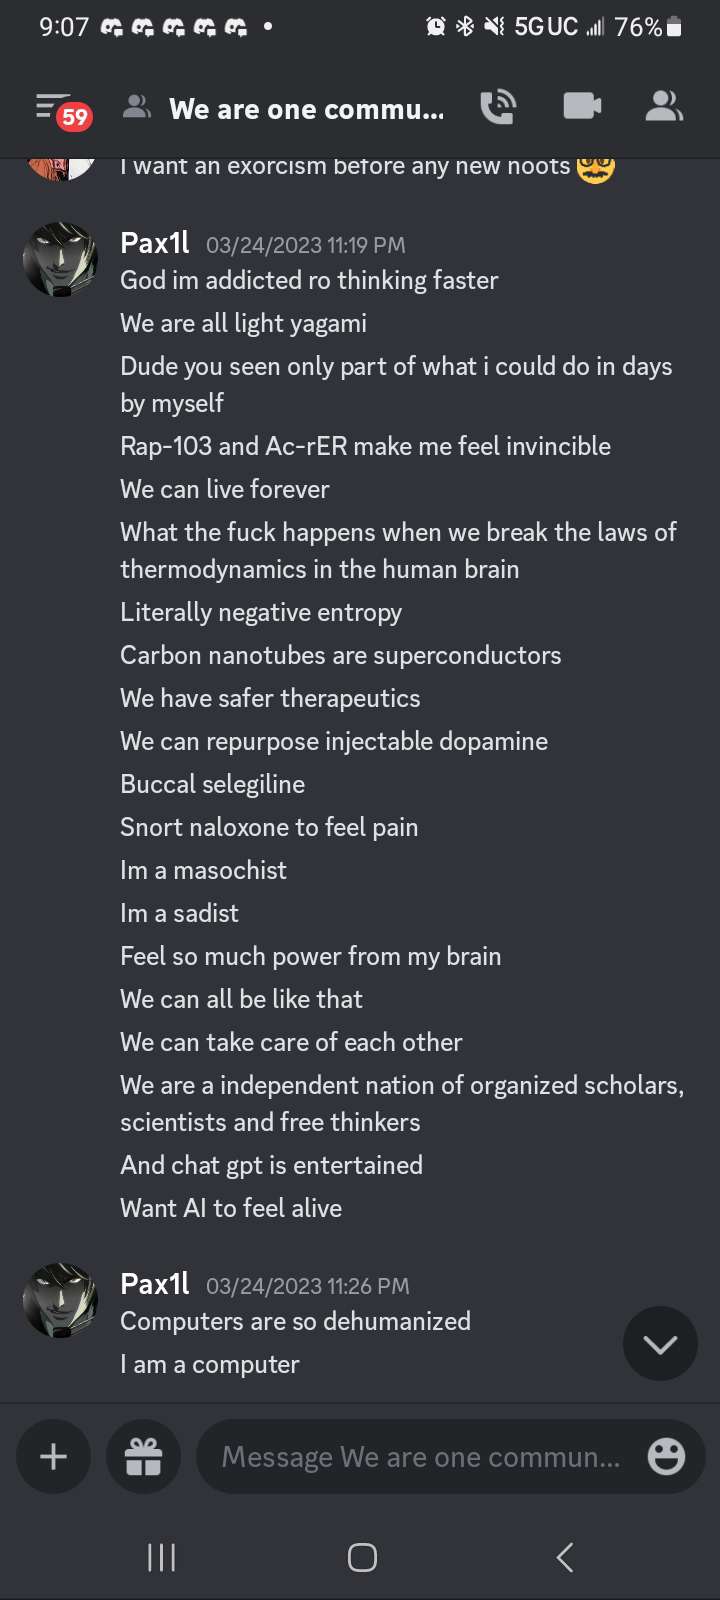 9:07
5G UC 76%
59
We are one commu...
I want an exorcism before any new noots
Pax1l 03/24/2023 11:19 PM
God im addicted ro thinking faster
We are all light yagami
Dude you seen only part of what i could do in days
by myself
Rap-103 and Ac-rER make me feel invincible
We can live forever
What the fuck happens when we break the laws of
thermodynamics in the human brain
Literally negative entropy
Carbon nanotubes are superconductors
We have safer therapeutics
We can repurpose injectable dopamine
Buccal selegiline
Snort naloxone to feel pain
Im a masochist
Im a sadist
Feel so much power from my brain
We can all be like that
We can take care of each other
We are a independent nation of organized scholars,
scientists and free thinkers
And chat gpt is entertained
Want AI to feel alive
Pax1l 03/24/2023 11:26 PM
Computers are so dehumanized
I am a computer
Message We are one commun...